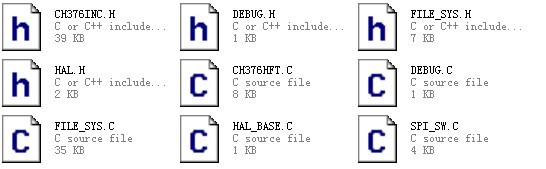 h
CH376INC.H
C or C++ include...
39 KB
h
DEBUG.H
C or C++ include...
1 KB
h
FILE_SYS.H
C or C++ include...
7 KB
h
HAL.H
C or C++ include...
2 KB
C
CH376HFT.C
C source file
8 KB
C
DEBUG.C
C source file
1 KB
C
FILE_SYS.C
C source file
35 KB
C
HAL_BASE.C
C source file
1 KB
C
SPI_SW.C
C source file
4 KB